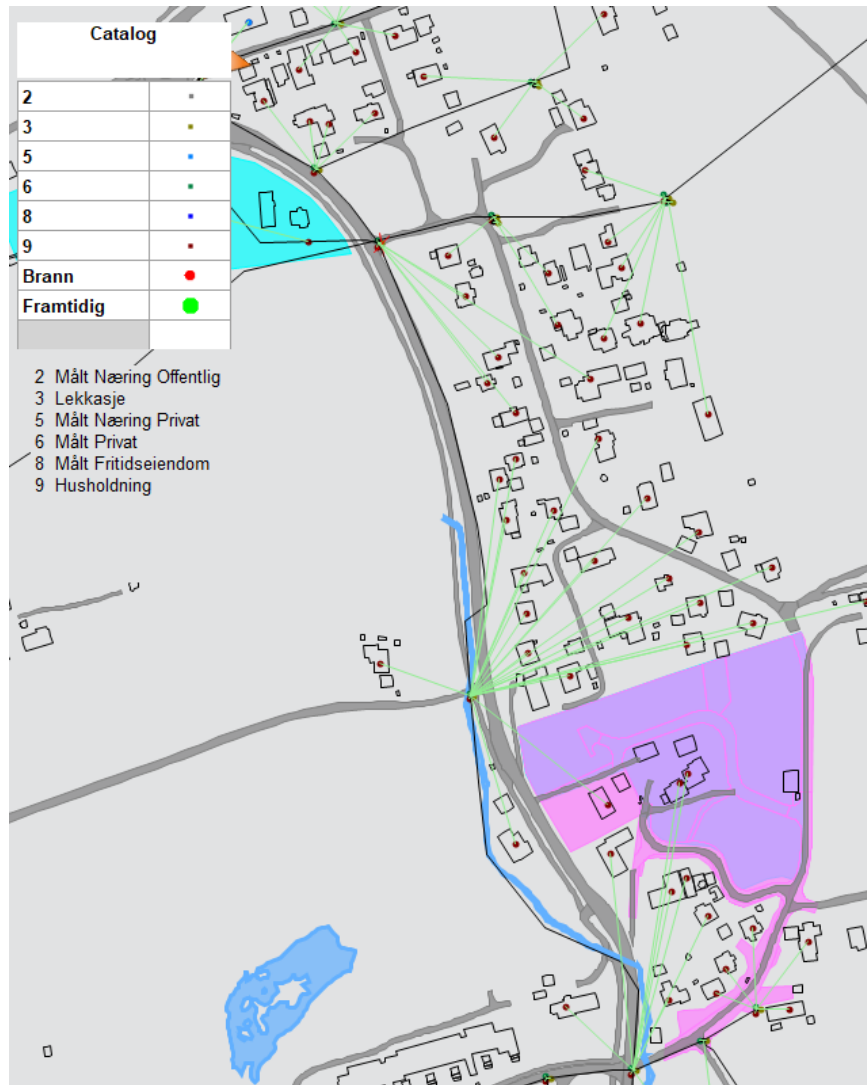 Catalog
2
3
5
6
8
9
Brann
Framtidig
2 Målt Næring Offentlig
3 Lekkasje
5 Målt Næring Privat
6 Målt Privat
8 Målt Fritidseiendom
9 Husholdning